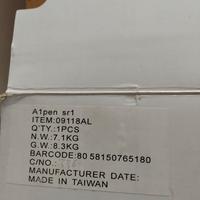 A1pen sr1
ITEM:09118AL
Q'TY.:1PCS
N.W.:7.1KG
G.W.:8.3KG
BARCODE:80 58150765180
C/NO.:
MANUFACTURER DATE:
MADE IN TAIWAN